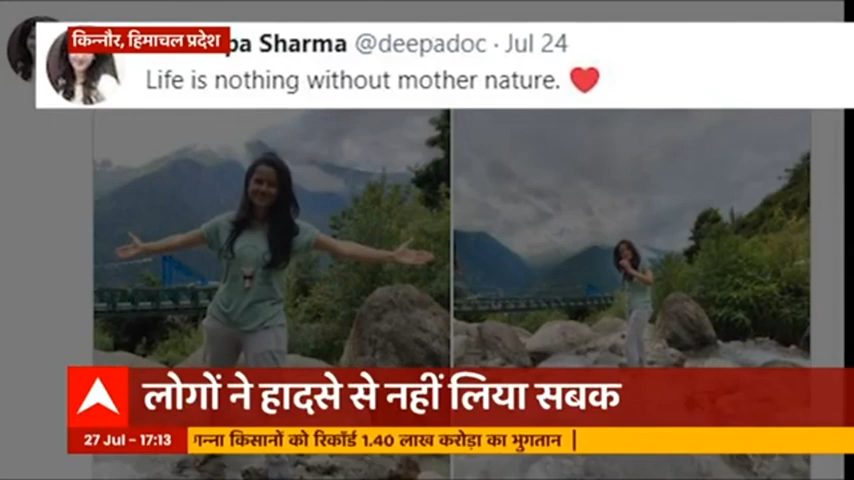 किन्नौर, हिमाचल प्रदेश
pa Sharma @deepadoc · Jul 24
Life is nothing without mother nature. ❤️
लोगों ने हादसे से नहीं लिया सबक
27 Jul - 17:13
गन्ना किसानों को रिकॉर्ड 1.40 लाख करोड़ का भुगतान |